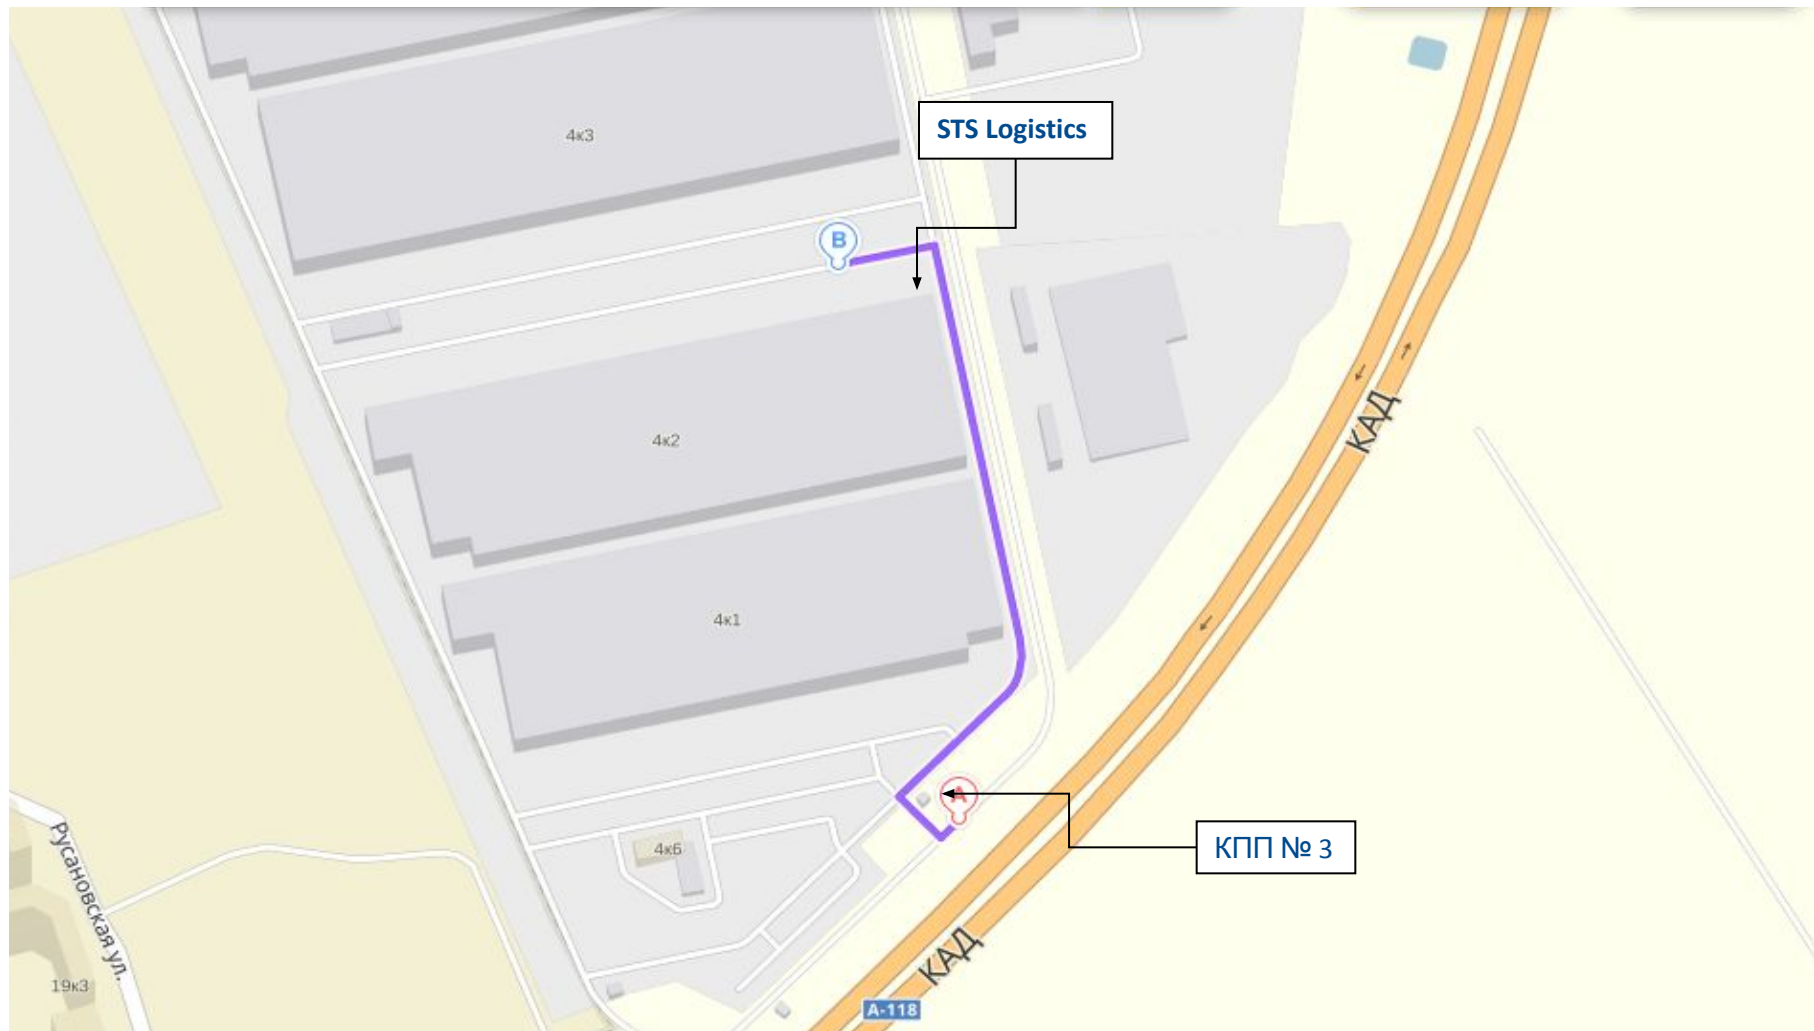 4к3
STS Logistics
B
4к2
КАД
4к1
A
КПП № 3
4к6
Русановская ул.
КАД
19к3
А-118